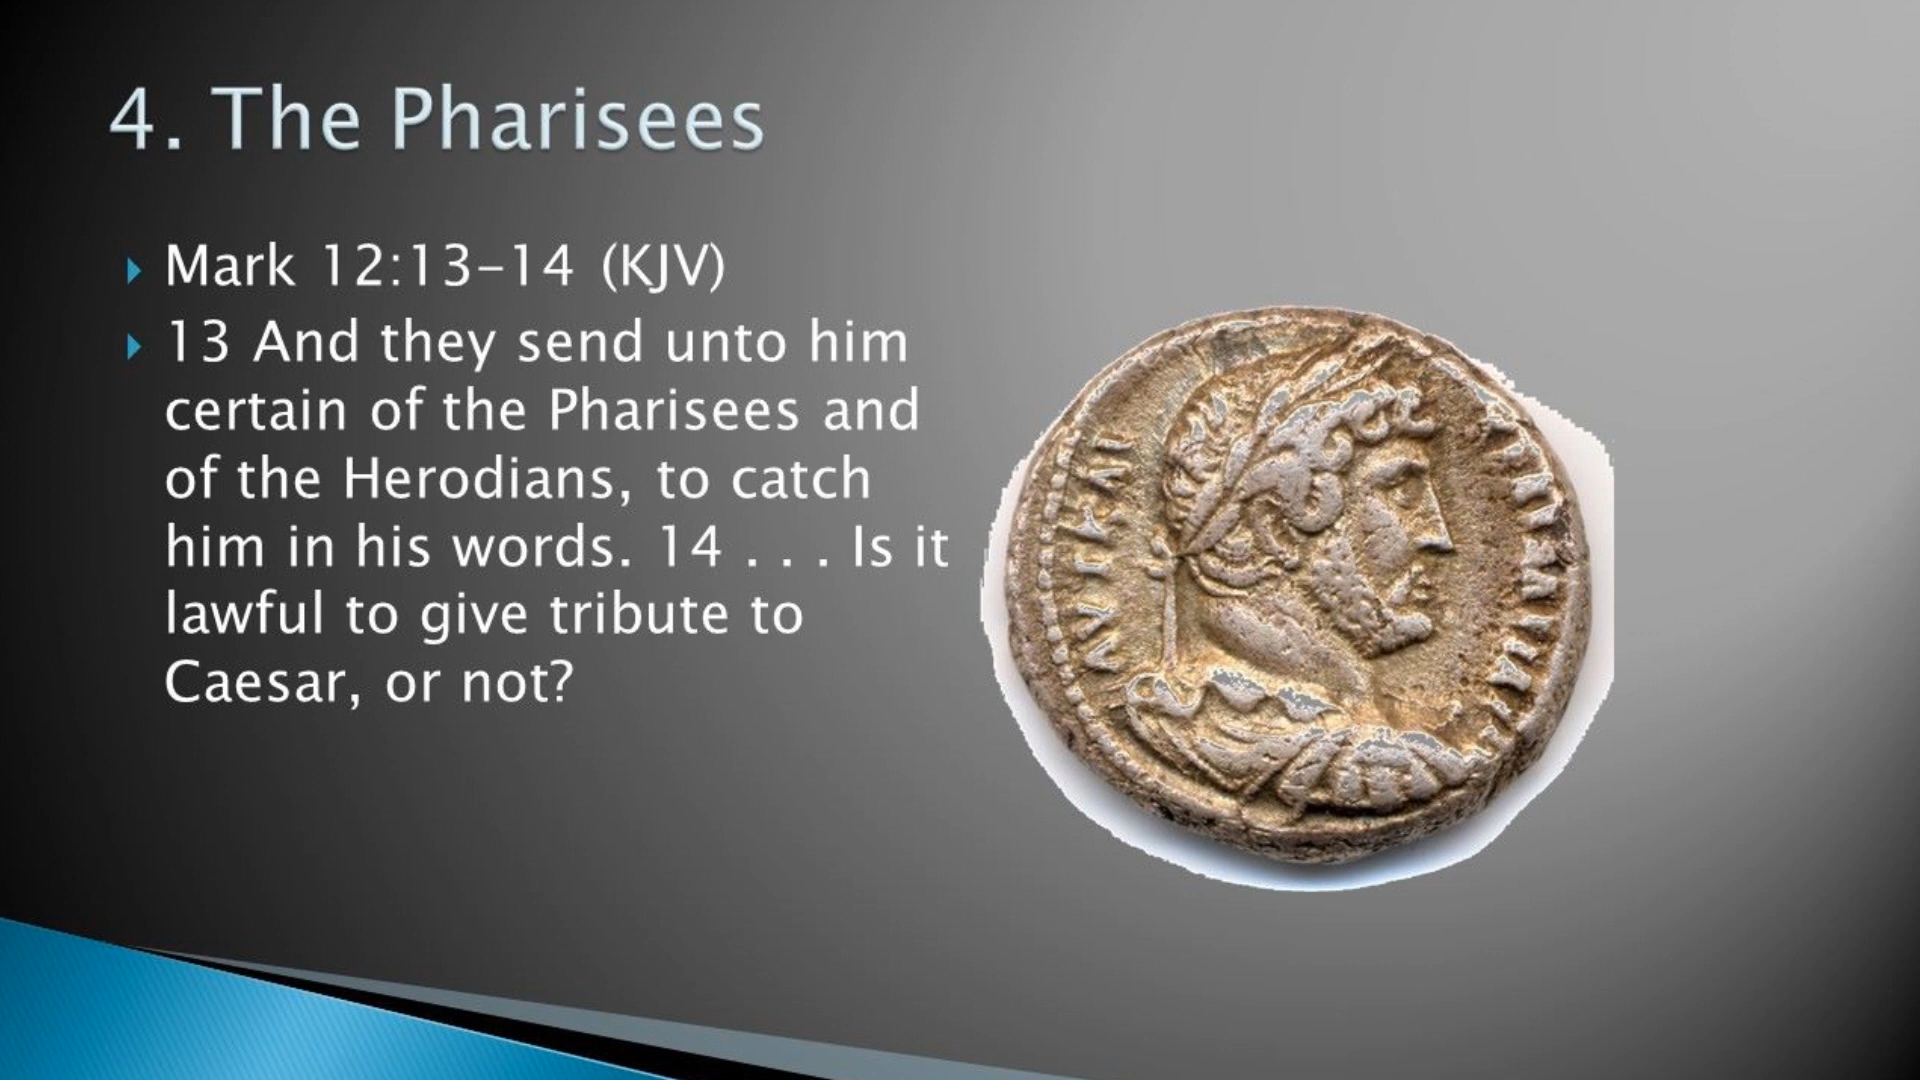 4. The Pharisees
Mark 12:13-14 (KJV)
13 And they send unto him
certain of the Pharisees and
of the Herodians, to catch
him in his words. 14 . . . Is it
lawful to give tribute to
Caesar, or not?